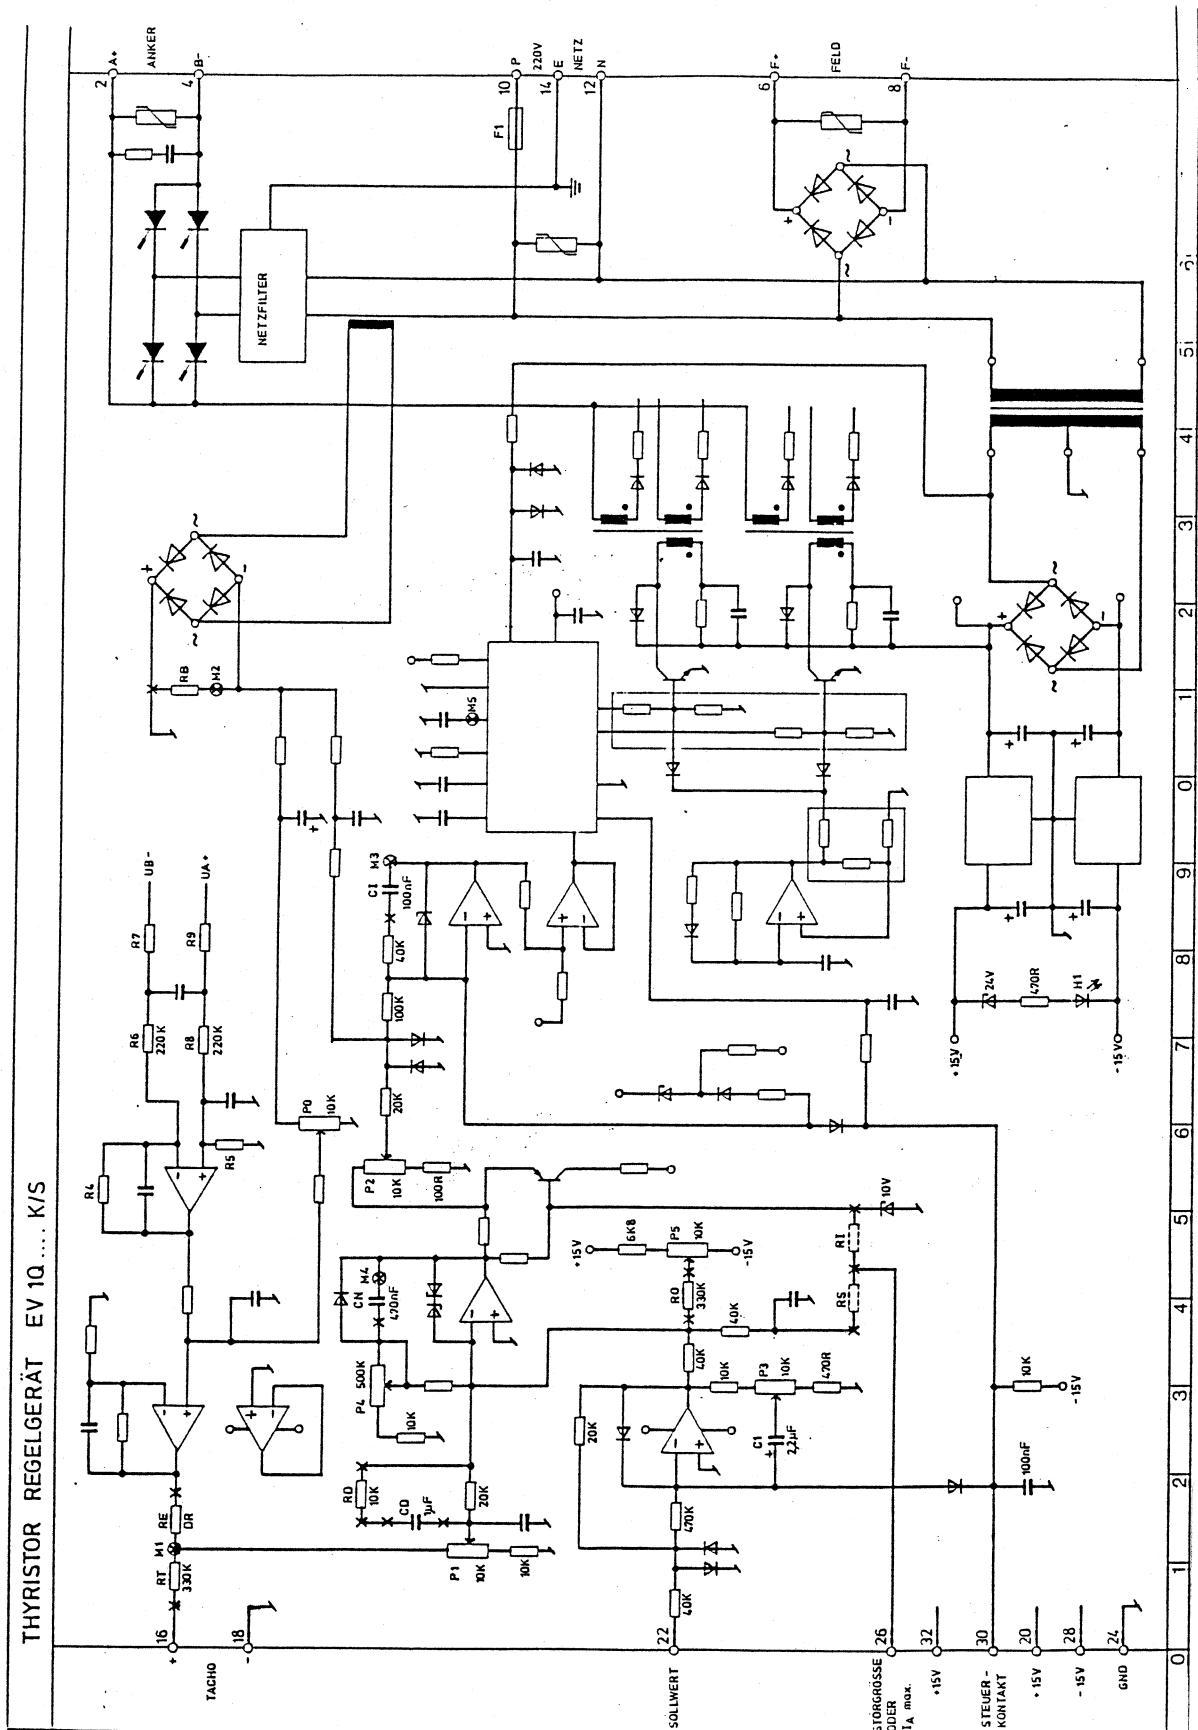 THYRISTOR REGELGERÄT EV 1Q.... K/S
+
16
TACHO
-
18
SOLLWERT
22
STÖRGRÖSSE
ODER
IA max.
26
+15V
32
STEUER-
KONTAKT
30
+15V
20
-15V
28
GND
24
RT
330K
M1
RE
0R
+
-
+
-
R4
-
+
R5
R6
220K
R7
UB-
R8
220K
R9
UA+
P0
10K
RD
10K
CD
1µF
P1
10K
10K
20K
P4
500K
10K
CN
470nF
M4
-
+
P2
10K
100R
20K
100K
40K
CI
100nF
M3
-
+
+
-
-
+
M5
RB
M2
+
-
~
~
40K
470K
20K
-
+
C1
+
2,2µF
10K
P3
10K
470R
40K
RO
330K
P5
10K
6K8
+15V
-15V
40K
RS
RI
10V
100nF
10K
-15V
+15V
-15V
24V
470R
H1
+
+
+
+
+
-
~
~
NETZFILTER
F1
+
-
~
~
2
A+
ANKER
4
B-
10
P
220V
14
E
NETZ
12
N
6
F+
FELD
8
F-
0
1
2
3
4
5
6
7
8
9
0
1
2
3
4
5